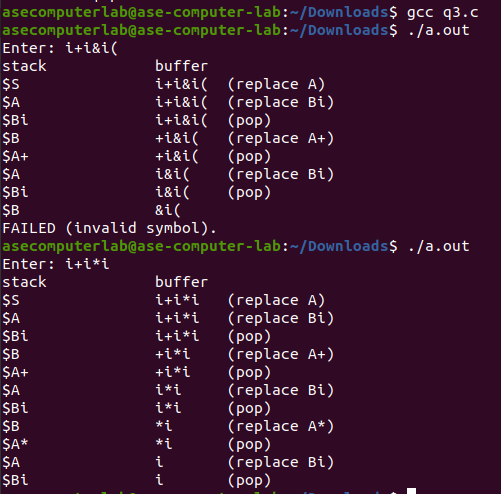 asecomputerlab@ase-computer-lab:~/Downloads$ gcc q3.c
asecomputerlab@ase-computer-lab:~/Downloads$ ./a.out
Enter: i+i&i(
stack buffer
$S i+i&i( (replace A)
$A i+i&i( (replace Bi)
$Bi i+i&i( (pop)
$B +i&i( (replace A+)
$A+ +i&i( (pop)
$A i&i( (replace Bi)
$Bi i&i( (pop)
$B &i(
FAILED (invalid symbol).
asecomputerlab@ase-computer-lab:~/Downloads$ ./a.out
Enter: i+i*i
stack buffer
$S i+i*i (replace A)
$A i+i*i (replace Bi)
$Bi i+i*i (pop)
$B +i*i (replace A+)
$A+ +i*i (pop)
$A i*i (replace Bi)
$Bi i*i (pop)
$B *i (replace A*)
$A* *i (pop)
$A i (replace Bi)
$Bi i (pop)